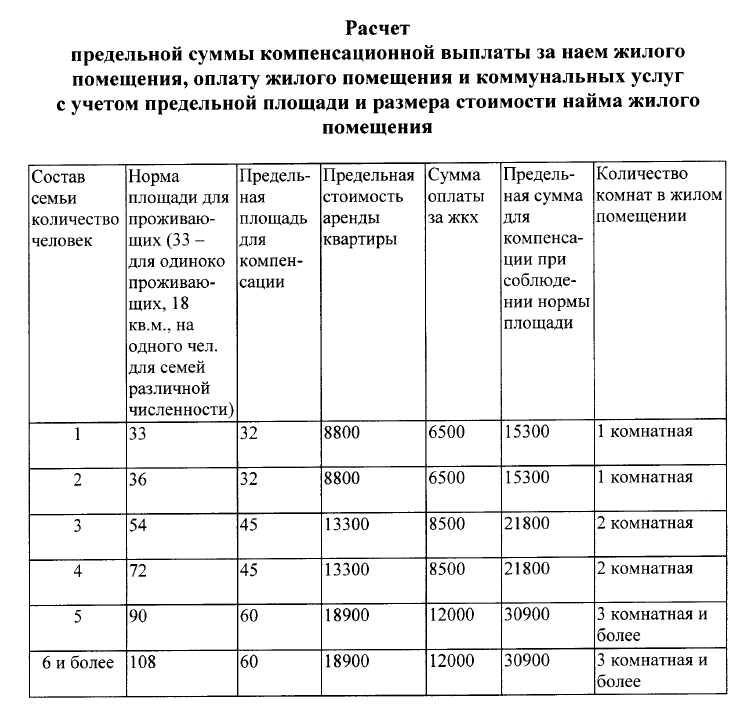 Расчет
предельной суммы компенсационной выплаты за наем жилого
помещения, оплату жилого помещения и коммунальных услуг
с учетом предельной площади и размера стоимости найма жилого
помещения
Состав
семьи
количество
человек
Норма
площади для
проживаю-
щих (33 –
для одиноко
проживаю-
щих, 18
кв.м., на
одного чел.
для семей
различной
численности)
Предель-
ная
площадь
для
компен-
сации
Предельная
стоимость
аренды
квартиры
Сумма
оплаты
за жкх
Предель-
ная сумма
для
компенса-
ции при
соблюде-
нии нормы
площади
Количество
комнат в жилом
помещении
1 33 32 8800 6500 15300 1 комнатная
2 36 32 8800 6500 15300 1 комнатная
3 54 45 13300 8500 21800 2 комнатная
4 72 45 13300 8500 21800 2 комнатная
5 90 60 18900 12000 30900 3 комнатная и
более
6 и более 108 60 18900 12000 30900 3 комнатная и
более